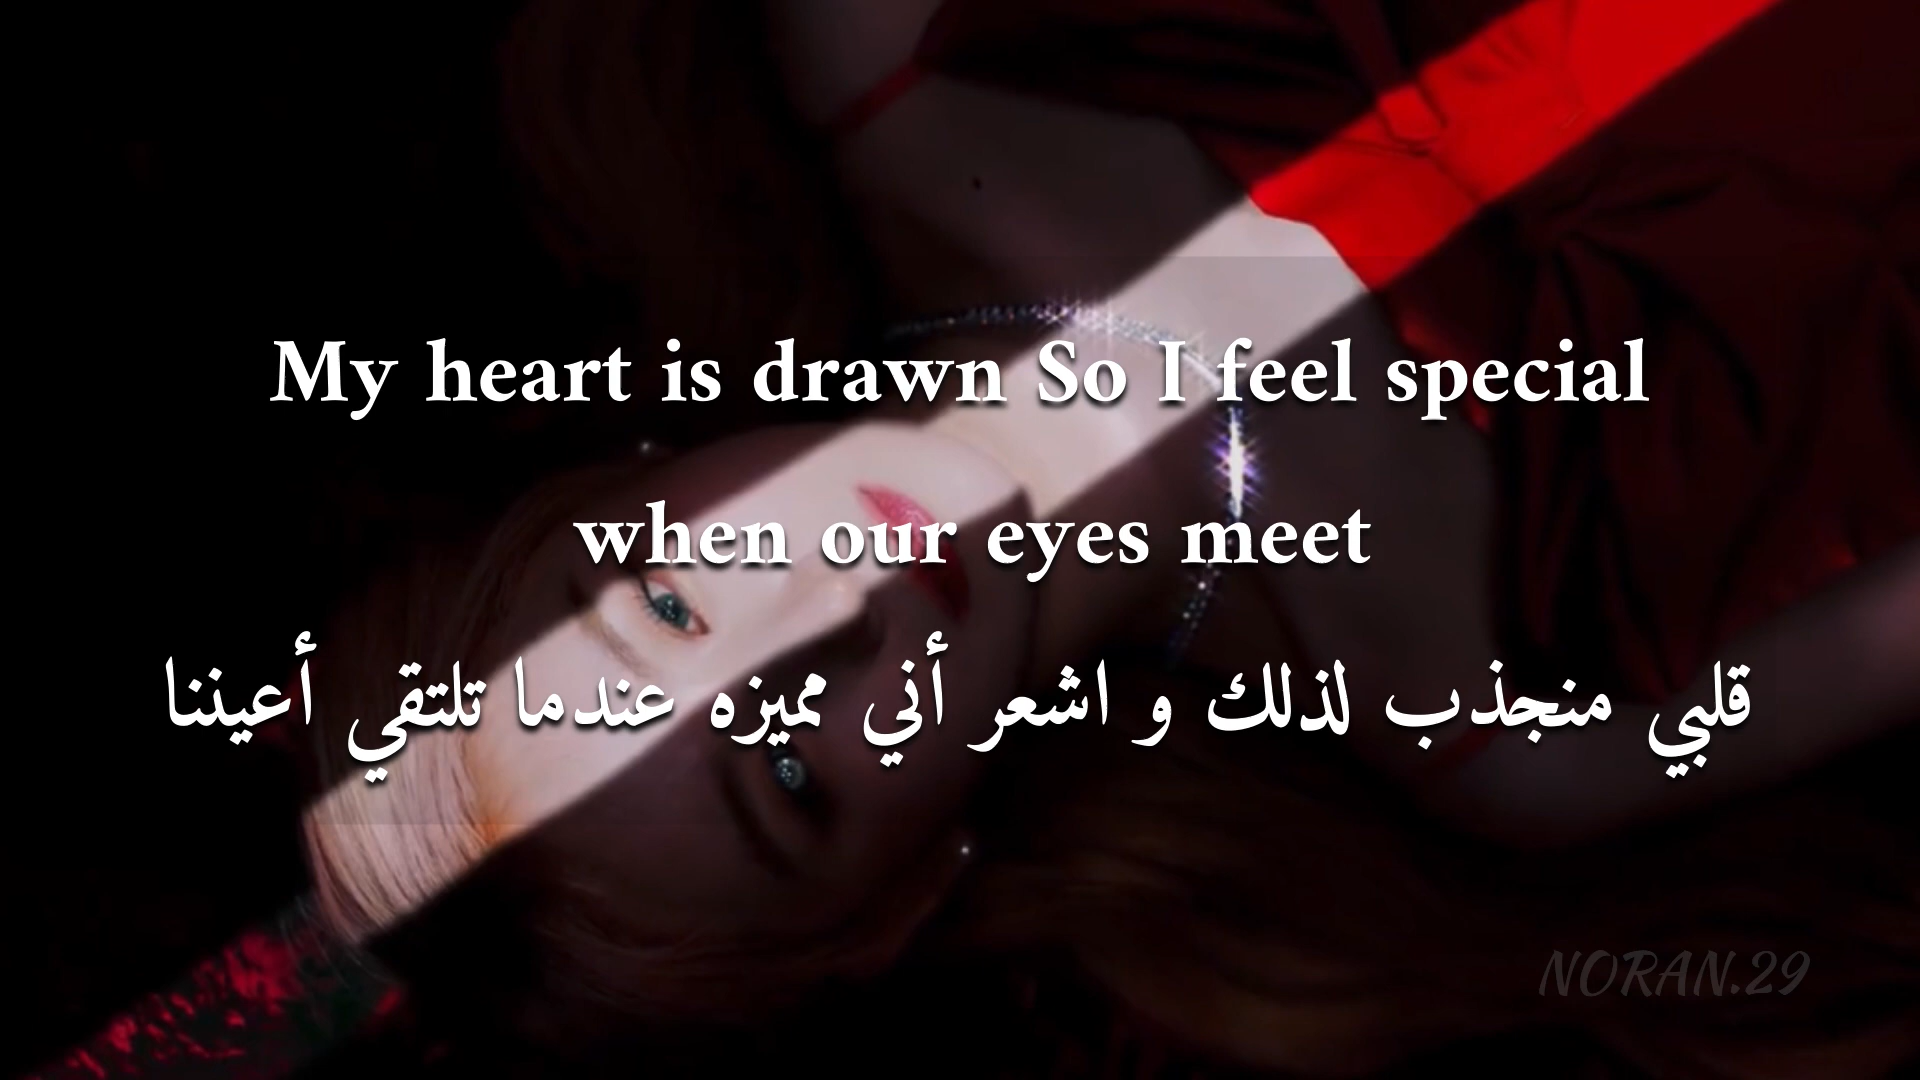 My heart is drawn So I feel special
when our eyes meet
قلبي منجذب لذلك و اشعر أني مميزه عندما تلتقي أعيننا
NORAN.29